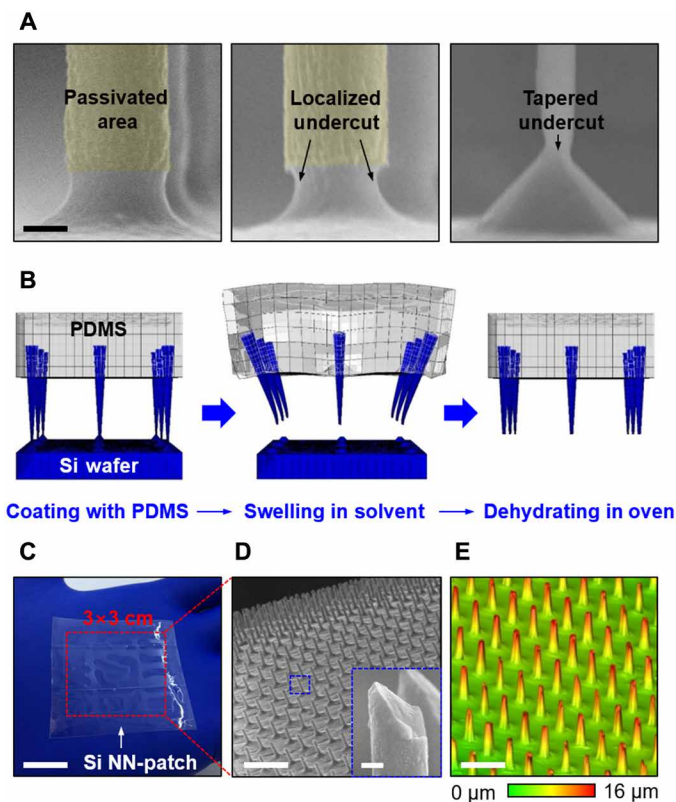 A
Passivated
area
Localized
undercut
Tapered
undercut
B
PDMS
Si wafer
Coating with PDMS → Swelling in solvent → Dehydrating in oven
C
D
E
3×3 cm
Si NN-patch
0 μm
16 μm